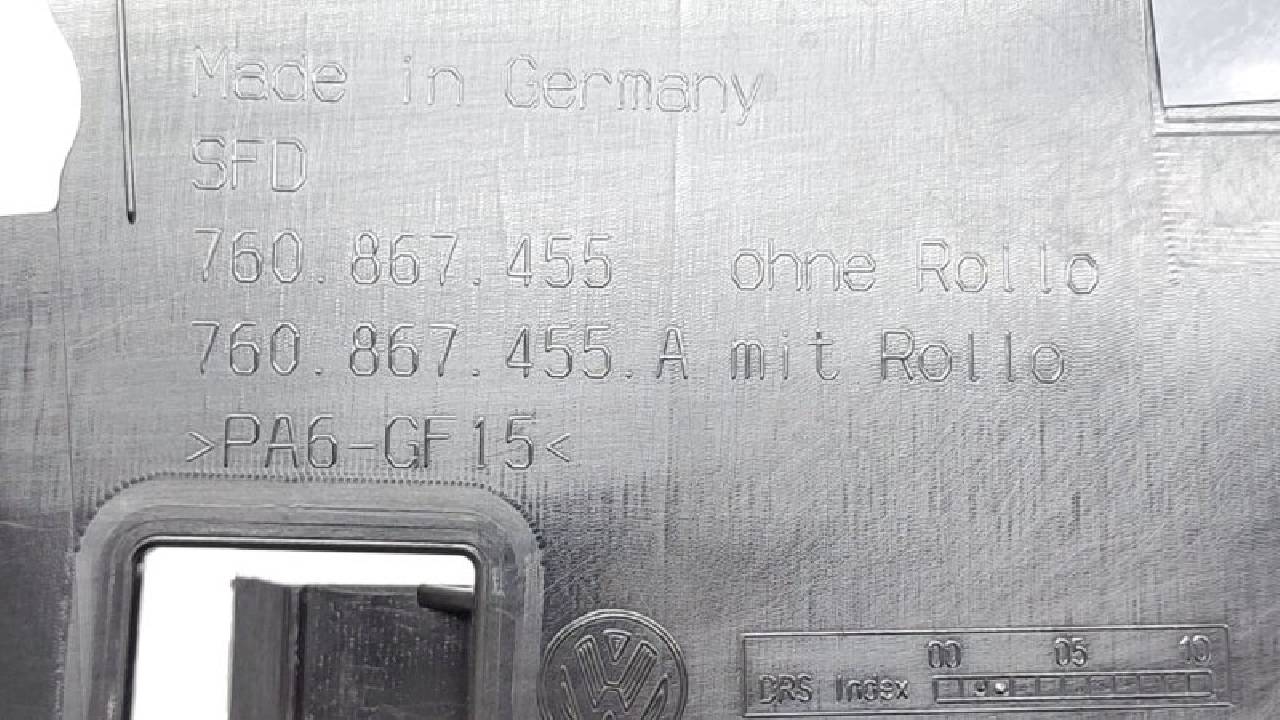 Made in Germany
SFD
760.867.455 ohne Rollo
760.867.455.A mit Rollo
>PA6-GF15<
00 05 10
DRS Index